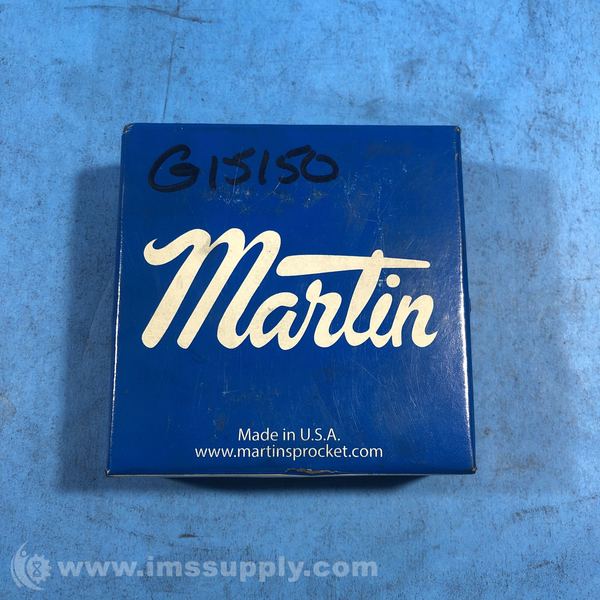 G15150
Martin
Made in U.S.A.
www.martinsprocket.com
www.imssupply.com